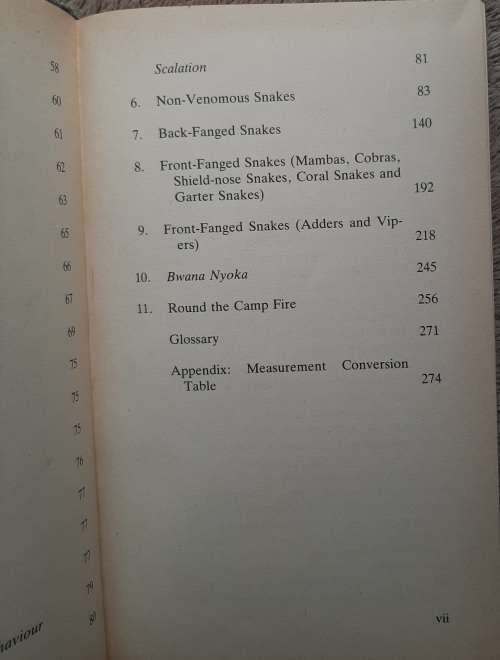 58
60
61
62
63
65
66
67
69
75
75
75
76
77
77
77
79
80
Scalation 81
6. Non-Venomous Snakes 83
7. Back-Fanged Snakes 140
8. Front-Fanged Snakes (Mambas, Cobras,
Shield-nose Snakes, Coral Snakes and
Garter Snakes) 192
9. Front-Fanged Snakes (Adders and Vip-
ers) 218
10. Bwana Nyoka 245
11. Round the Camp Fire 256
Glossary 271
Appendix: Measurement Conversion
Table 274
vii